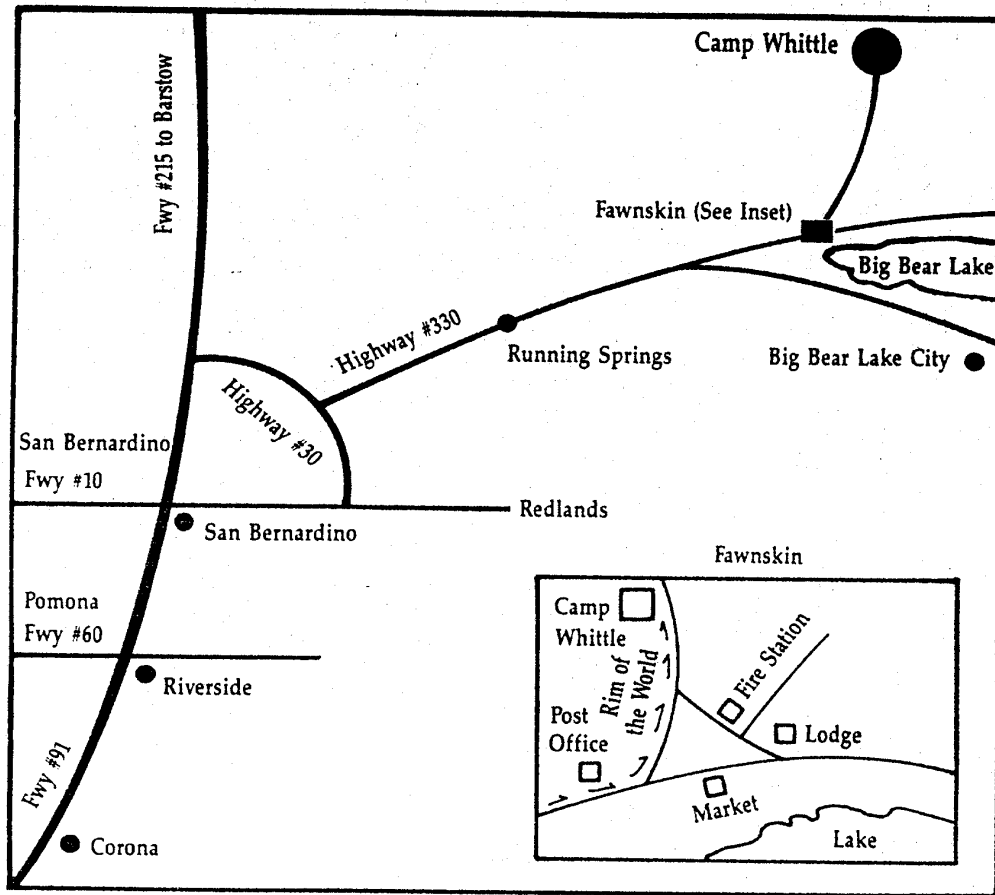 Camp Whittle
Fwy #215 to Barstow
Fawnskin (See Inset)
Big Bear Lake
Highway #330
Running Springs
Big Bear Lake City
Highway #30
San Bernardino
Fwy #10
Redlands
San Bernardino
Pomona
Fwy #60
Riverside
Fwy #91
Corona
Fawnskin
Camp
Whittle
Rim of
the World
Fire Station
Post
Office
Lodge
Market
Lake